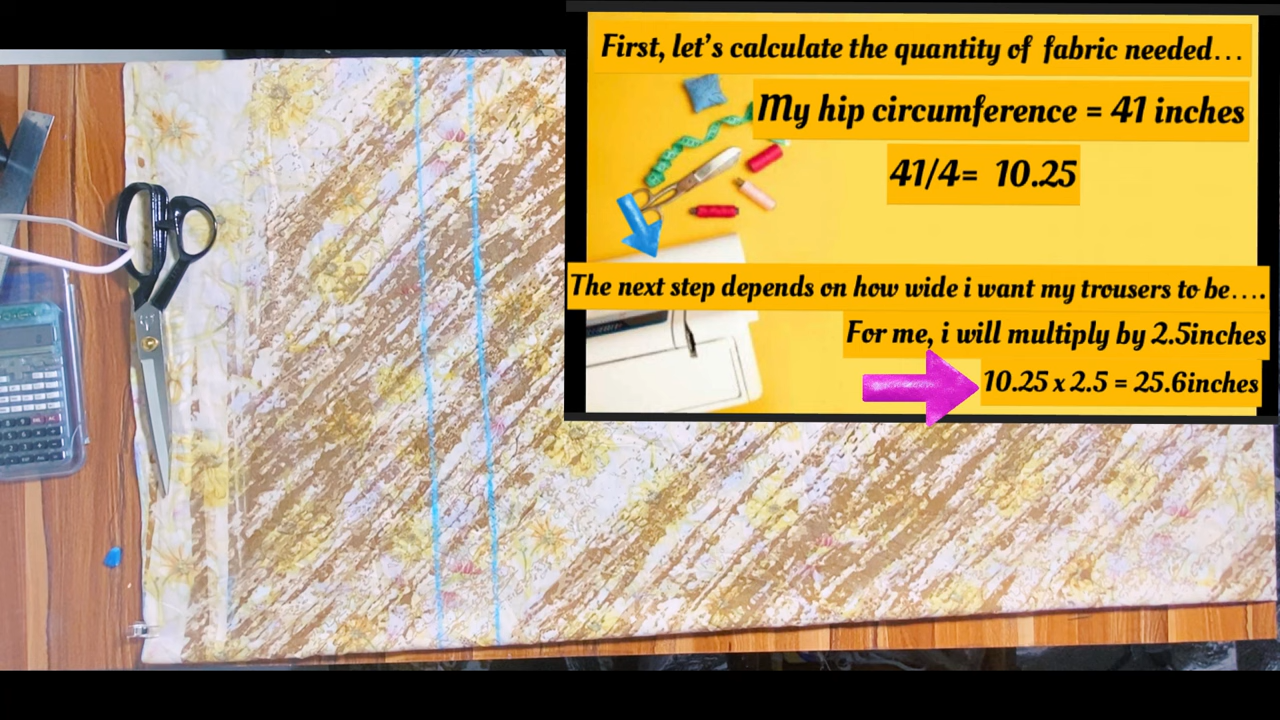 First, let's calculate the quantity of fabric needed...
My hip circumference = 41 inches
41/4= 10.25
The next step depends on how wide i want my trousers to be....
For me, i will multiply by 2.5inches
10.25 x 2.5 = 25.6inches